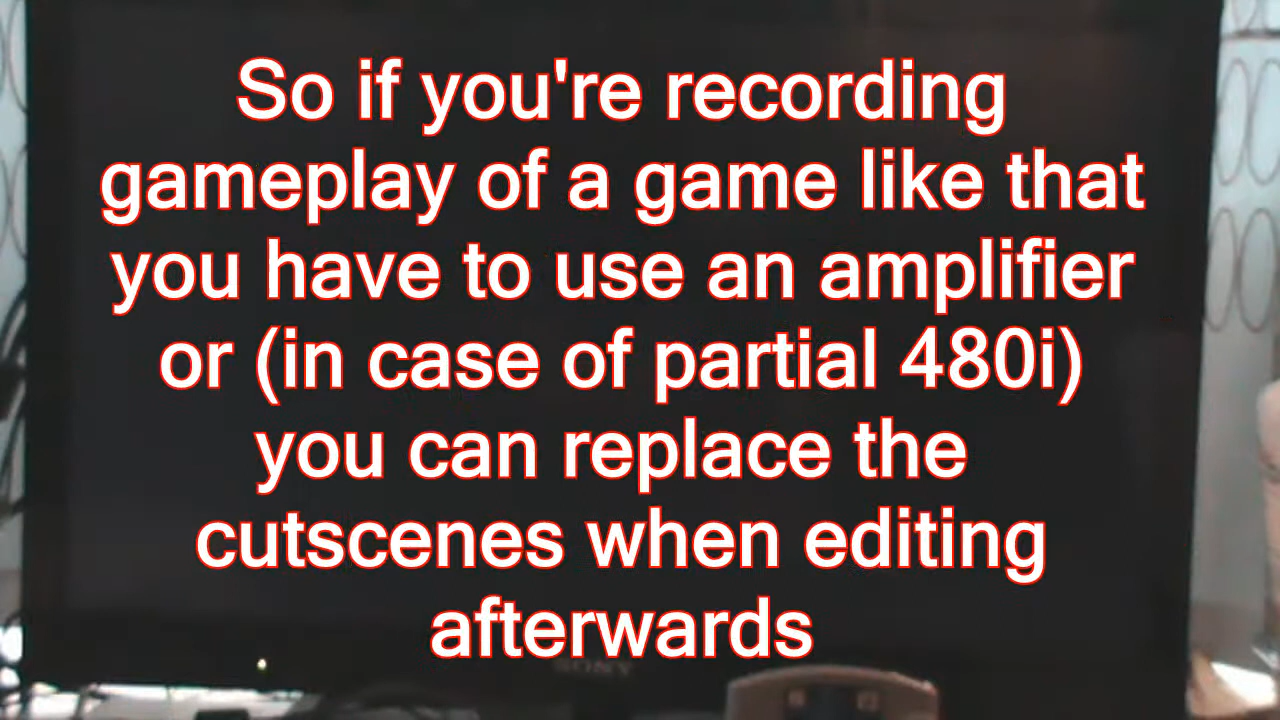 So if you're recording
gameplay of a game like that
you have to use an amplifier
or (in case of partial 480i)
you can replace the
cutscenes when editing
afterwards
SONY